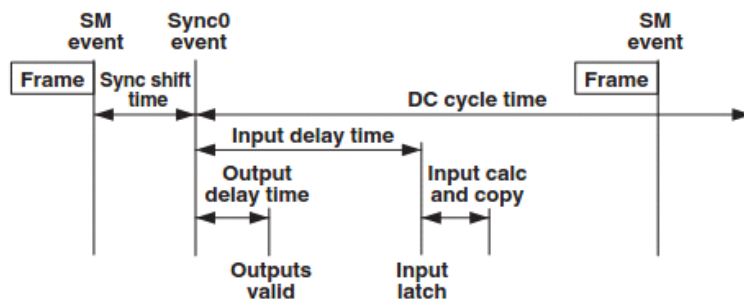 SM
event
Sync0
event
SM
event
Frame
Sync shift
time
Frame
DC cycle time
Input delay time
Output
delay time
Input calc
and copy
Outputs
valid
Input
latch